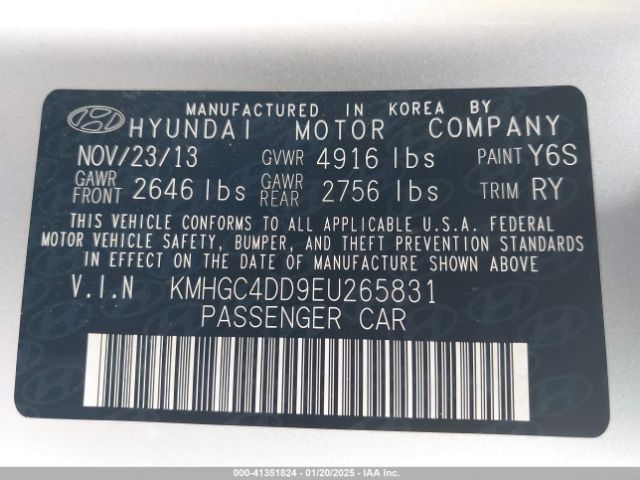 MANUFACTURED IN KOREA BY
HYUNDAI MOTOR COMPANY
NOV/23/13 GVWR 4916 lbs PAINT Y6S
GAWR FRONT 2646 lbs GAWR REAR 2756 lbs TRIM RY
THIS VEHICLE CONFORMS TO ALL APPLICABLE U.S.A. FEDERAL
MOTOR VEHICLE SAFETY, BUMPER, AND THEFT PREVENTION STANDARDS
IN EFFECT ON THE DATE OF MANUFACTURE SHOWN ABOVE
V.I.N KMHGC4DD9EU265831
PASSENGER CAR
000-41351824 - 01/20/2025 - IAA, Inc.